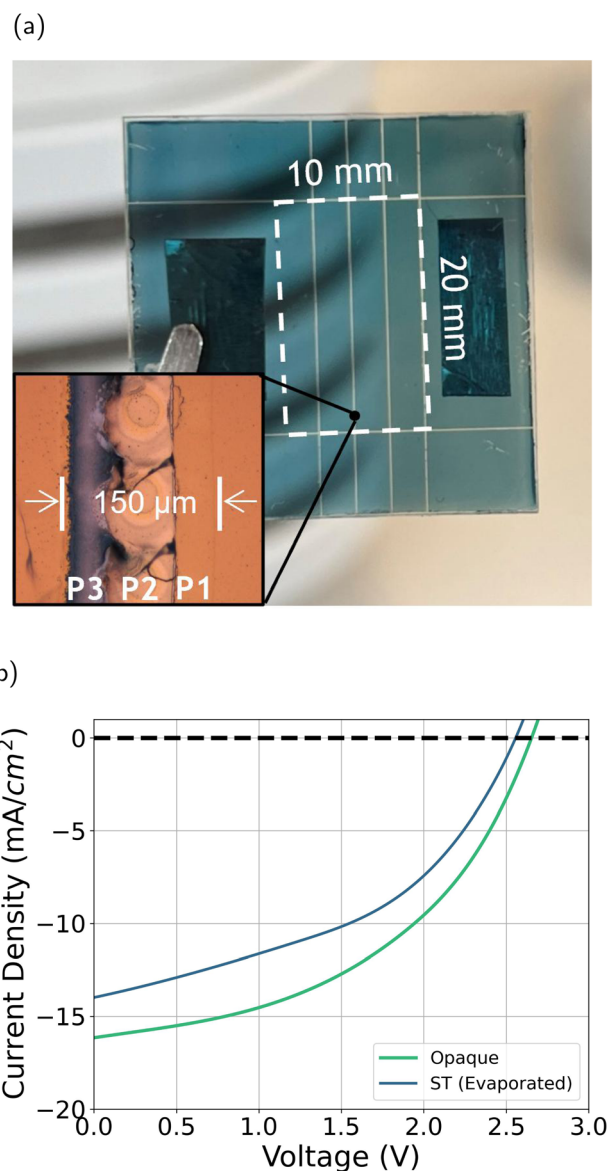 (a)
10 mm
20 mm
150 µm
P3 P2 P1
b)
Current Density (mA/cm²)
0
−5
−10
−15
−20
Opaque
ST (Evaporated)
0.0 0.5 1.0 1.5 2.0 2.5 3.0
Voltage (V)